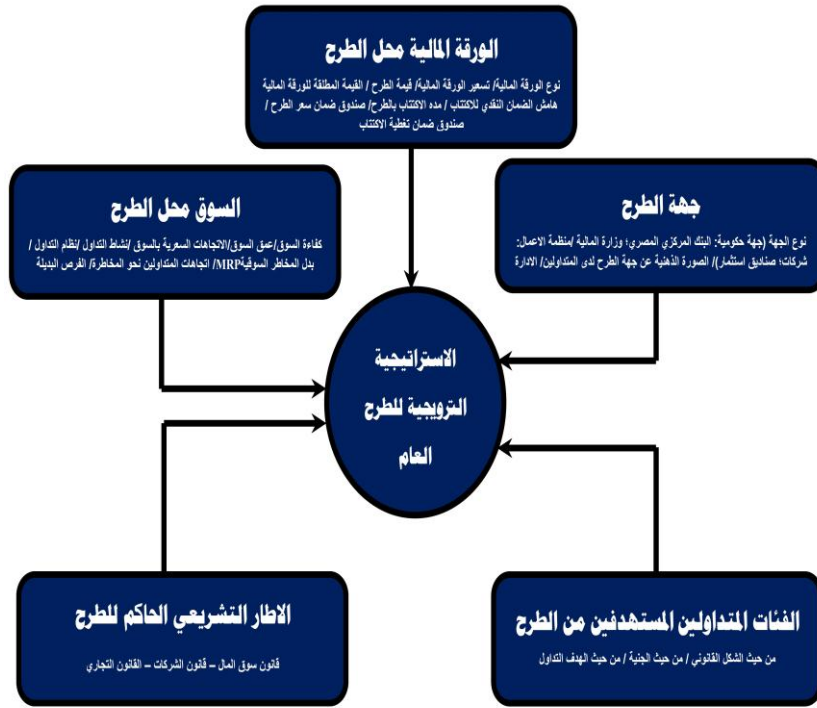 الورقة المالية محل الطرح
نوع الورقة المالية/ تسعير الورقة المالية/ قيمة الطرح / القيمة المطلقة للورقة المالية
هامش الضمان النقدي للاكتتاب / مده الاكتتاب بالطرح/ صندوق ضمان سعر الطرح /
صندوق ضمان تغطية الاكتتاب
جهة الطرح
نوع الجهة (جهة حكومية: البنك المركزي المصري؛ وزارة المالية /منظمة الاعمال:
شركات؛ صناديق استثمار)/ الصورة الذهنية عن جهة الطرح لدى المتداولين/ الادارة
السوق محل الطرح
كفاءة السوق/عمق السوق/الاتجاهات السعرية بالسوق /نشاط التداول /نظام التداول /
بدل المخاطر السوقيةMRP/ اتجاهات المتداولين نحو المخاطرة/ الفرص البديلة
الاستراتيجية
الترويجية للطرح
العام
الفئات المتداولين المستهدفين من الطرح
من حيث الشكل القانوني / من حيث الجنية / من حيث الهدف التداول
الاطار التشريعي الحاكم للطرح
قانون سوق المال – قانون الشركات – القانون التجاري